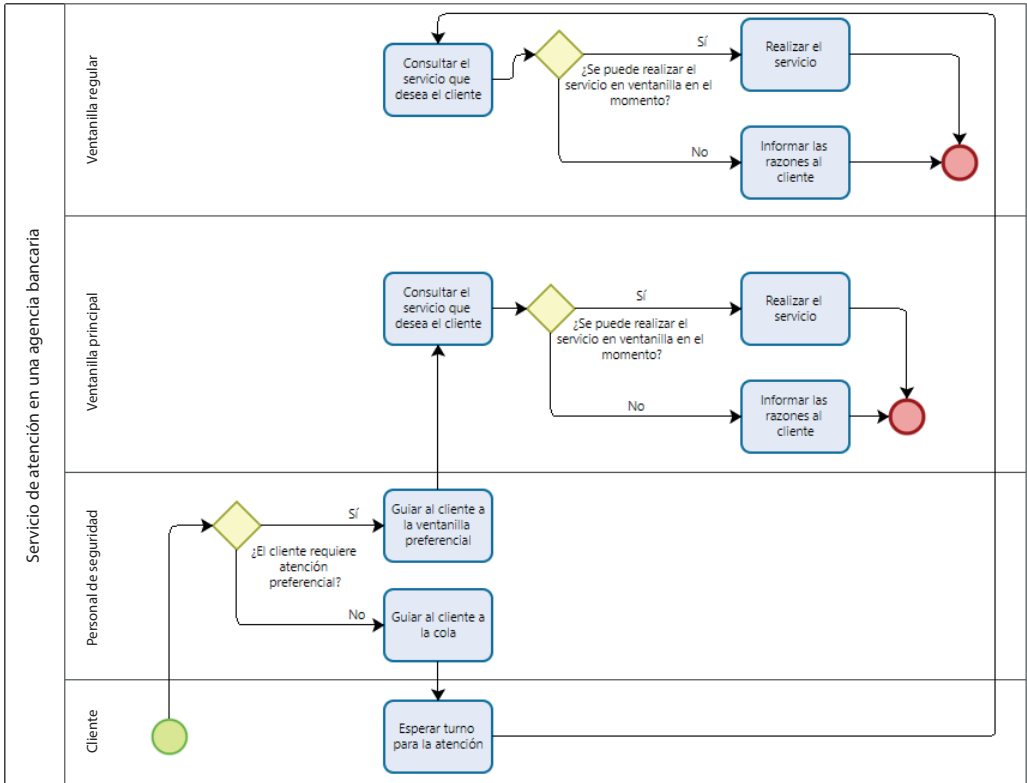 Servicio de atención en una agencia bancaria
Ventanilla regular
Consultar el
servicio que
desea el cliente
¿Se puede realizar el
servicio en ventanilla en el
momento?
Sí
Realizar el
servicio
No
Informar las
razones al
cliente
Ventanilla principal
Consultar el
servicio que
desea el cliente
¿Se puede realizar el
servicio en ventanilla en el
momento?
Sí
Realizar el
servicio
No
Informar las
razones al
cliente
Personal de seguridad
¿El cliente requiere
atención
preferencial?
Sí
Guiar al cliente a
la ventanilla
preferencial
No
Guiar al cliente a
la cola
Cliente
Esperar turno
para la atención